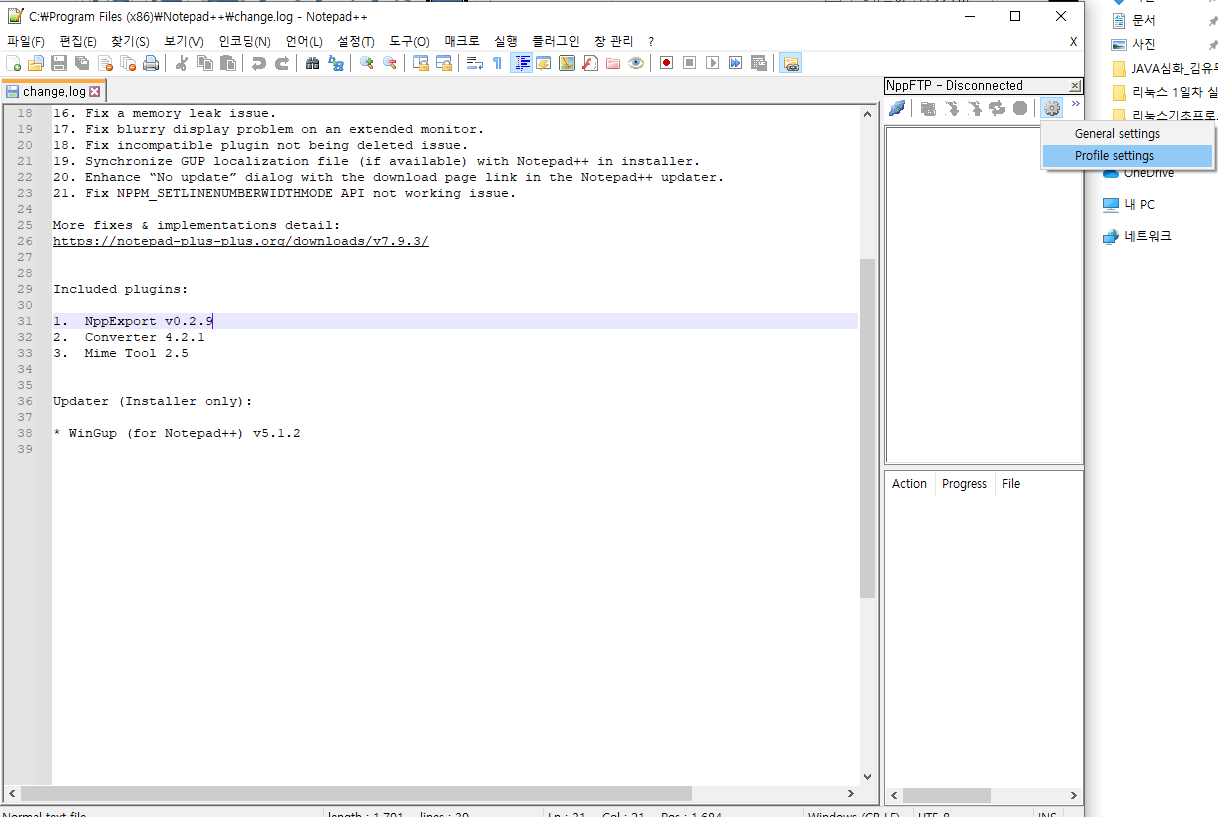 C:₩Program Files (x86)₩Notepad++₩change.log - Notepad++
파일(F) 편집(E) 찾기(S) 보기(V) 인코딩(N) 언어(L) 설정(T) 도구(O) 매크로 실행 플러그인 창 관리 ? X
change.log
18 16. Fix a memory leak issue.
19 17. Fix blurry display problem on an extended monitor.
20 18. Fix incompatible plugin not being deleted issue.
21 19. Synchronize GUP localization file (if available) with Notepad++ in installer.
22 20. Enhance “No update” dialog with the download page link in the Notepad++ updater.
23 21. Fix NPPM_SETLINENUMBERWIDTHMODE API not working issue.
24
25 More fixes & implementations detail:
26 https://notepad-plus-plus.org/downloads/v7.9.3/
27
28
29 Included plugins:
30
31 1. NppExport v0.2.9
32 2. Converter 4.2.1
33 3. Mime Tool 2.5
34
35
36 Updater (Installer only):
37
38 * WinGup (for Notepad++) v5.1.2
39
NppFTP - Disconnected
General settings
Profile settings
Action Progress File
문서
사진
JAVA심화_김유
리눅스 1일차 실
리눅스기초프로
OneDrive
내 PC
네트워크
Normal text file length : 1,701 lines : 39 Ln : 31 Col : 21 Pos : 1,684 Windows (CR LF) UTF-8 INS